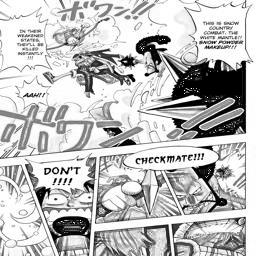 ボワン!!
THIS IS SNOW
COUNTRY
COMBAT. THE
WHITE MANTLE!!
SNOW POWDER
MAKEUP!!
IN THEIR
WEAKENED
STATES,
THEY'LL BE
KILLED
INSTANTLY
!!!
AAH!!
DON'T
!!!!
CHECKMATE!!!